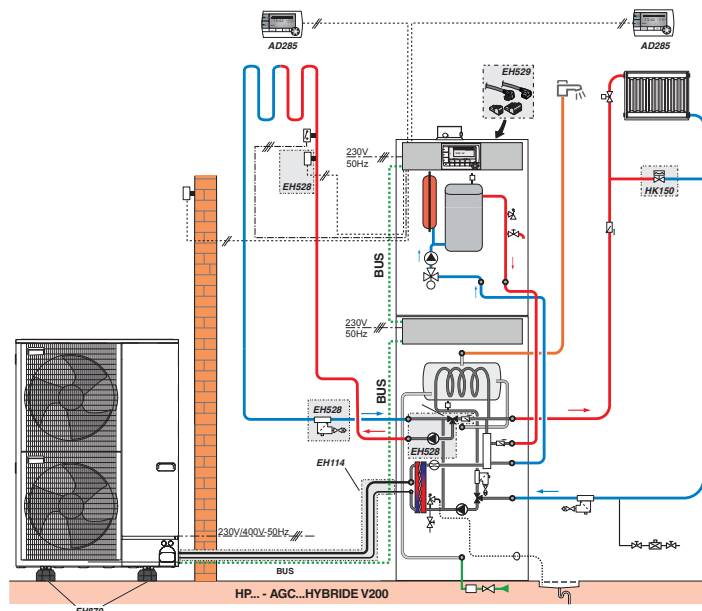 AD285
AD285
EH529
EH528
230V
50Hz
HK150
BUS
230V
50Hz
BUS
EH528
EH528
EH114
230V/400V-50Hz
BUS
HP... - AGC...HYBRIDE V200